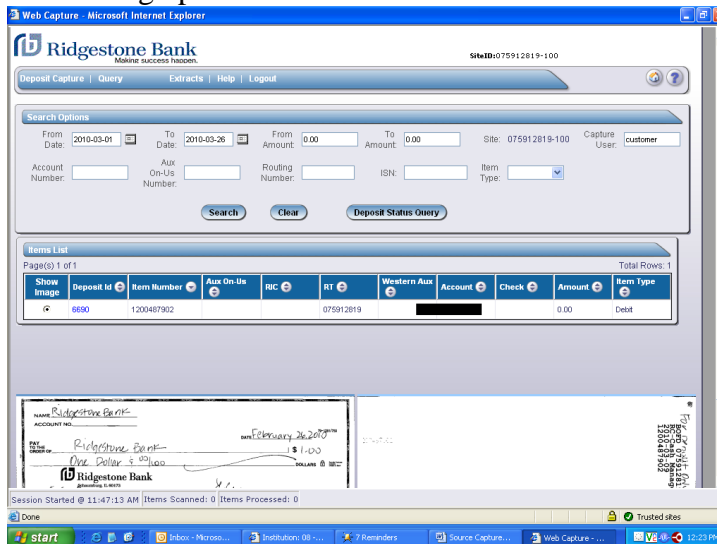 Web Capture - Microsoft Internet Explorer
Ridgestone Bank
Making success happen.
SiteID:075912819-100
Deposit Capture | Query Extracts | Help | Logout
Search Options
From Date: 2010-03-01 To Date: 2010-03-26 From Amount: 0.00 To Amount: 0.00 Site: 075912819-100 Capture User: customer
Account Number: Aux On-Us Number: Routing Number: ISN: Item Type:
Search Clear Deposit Status Query
Items List
Page(s) 1 of 1 Total Rows: 1
Show Image Deposit Id Item Number Aux On-Us RIC RT Western Aux Account Check Amount Item Type
6690 1200487902 075912819 0.00 Debit
NAME Ridgestone Bank
ACCOUNT NO.
DATE February 26, 2010
PAY TO THE ORDER OF Ridgestone Bank $ 1.00
One Dollar & 00/100 DOLLARS
Ridgestone Bank
For Deposit Only
1200487902
Session Started @ 11:47:13 AM Items Scanned: 0 Items Processed: 0
Done Trusted sites
start Inbox - Microso... Institution: 08 -... 7 Reminders Source Capture... Web Capture - ... 12:23 PM